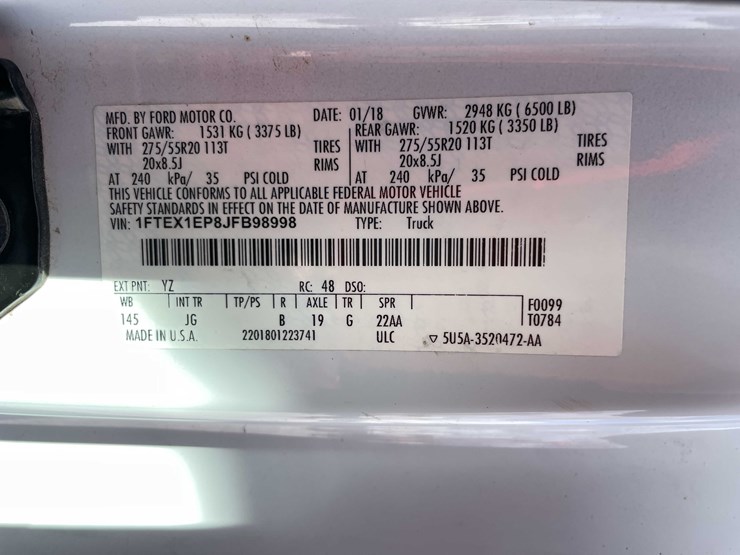 MFD. BY FORD MOTOR CO. DATE: 01/18 GVWR: 2948 KG ( 6500 LB)
FRONT GAWR: 1531 KG ( 3375 LB) REAR GAWR: 1520 KG ( 3350 LB)
WITH 275/55R20 113T TIRES WITH 275/55R20 113T TIRES
20x8.5J RIMS 20x8.5J RIMS
AT 240 kPa/ 35 PSI COLD AT 240 kPa/ 35 PSI COLD
THIS VEHICLE CONFORMS TO ALL APPLICABLE FEDERAL MOTOR VEHICLE
SAFETY STANDARDS IN EFFECT ON THE DATE OF MANUFACTURE SHOWN ABOVE.
VIN: 1FTEX1EP8JFB98998 TYPE: Truck
EXT PNT: YZ RC: 48 DSO:
WB INT TR TP/PS R AXLE TR SPR F0099
145 JG B 19 G 22AA T0784
MADE IN U.S.A. 2201801223741 ULC ▽ 5U5A-3520472-AA